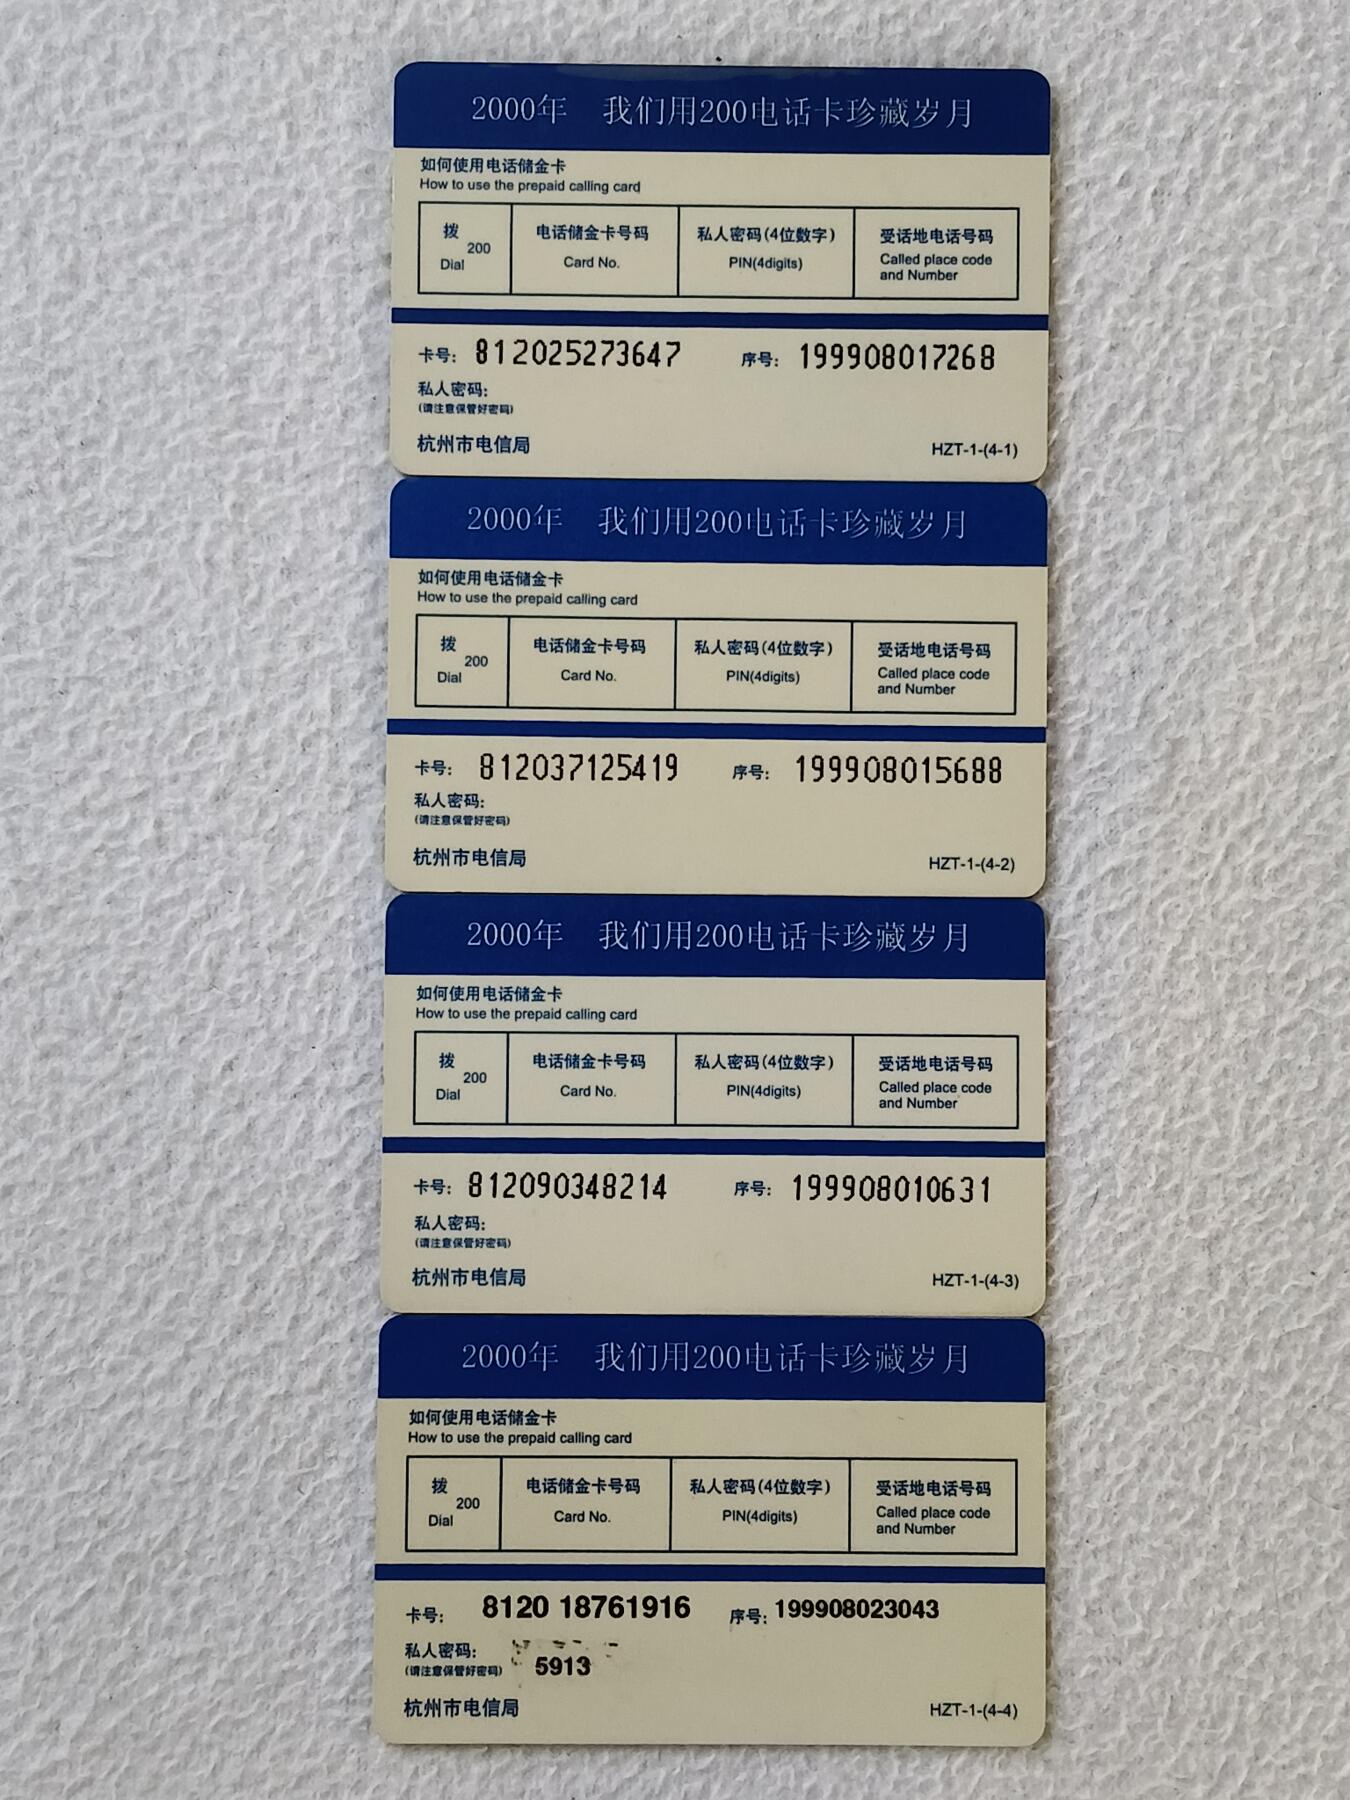 2000年 我们用200电话卡珍藏岁月
如何使用电话储金卡
How to use the prepaid calling card
拨 200 Dial
电话储金卡号码
Card No.
私人密码(4位数字)
PIN(4digits)
受话地电话号码
Called place code
and Number
卡号: 812025273647 序号: 199908017268
私人密码:
(请注意保管好密码)
杭州市电信局 HZT-1-(4-1)
2000年 我们用200电话卡珍藏岁月
如何使用电话储金卡
How to use the prepaid calling card
拨 200 Dial
电话储金卡号码
Card No.
私人密码(4位数字)
PIN(4digits)
受话地电话号码
Called place code
and Number
卡号: 812037125419 序号: 199908015688
私人密码:
(请注意保管好密码)
杭州市电信局 HZT-1-(4-2)
2000年 我们用200电话卡珍藏岁月
如何使用电话储金卡
How to use the prepaid calling card
拨 200 Dial
电话储金卡号码
Card No.
私人密码(4位数字)
PIN(4digits)
受话地电话号码
Called place code
and Number
卡号: 812090348214 序号: 199908010631
私人密码:
(请注意保管好密码)
杭州市电信局 HZT-1-(4-3)
2000年 我们用200电话卡珍藏岁月
如何使用电话储金卡
How to use the prepaid calling card
拨 200 Dial
电话储金卡号码
Card No.
私人密码(4位数字)
PIN(4digits)
受话地电话号码
Called place code
and Number
卡号: 8120 18761916 序号: 199908023043
私人密码: 5913
(请注意保管好密码)
杭州市电信局 HZT-1-(4-4)